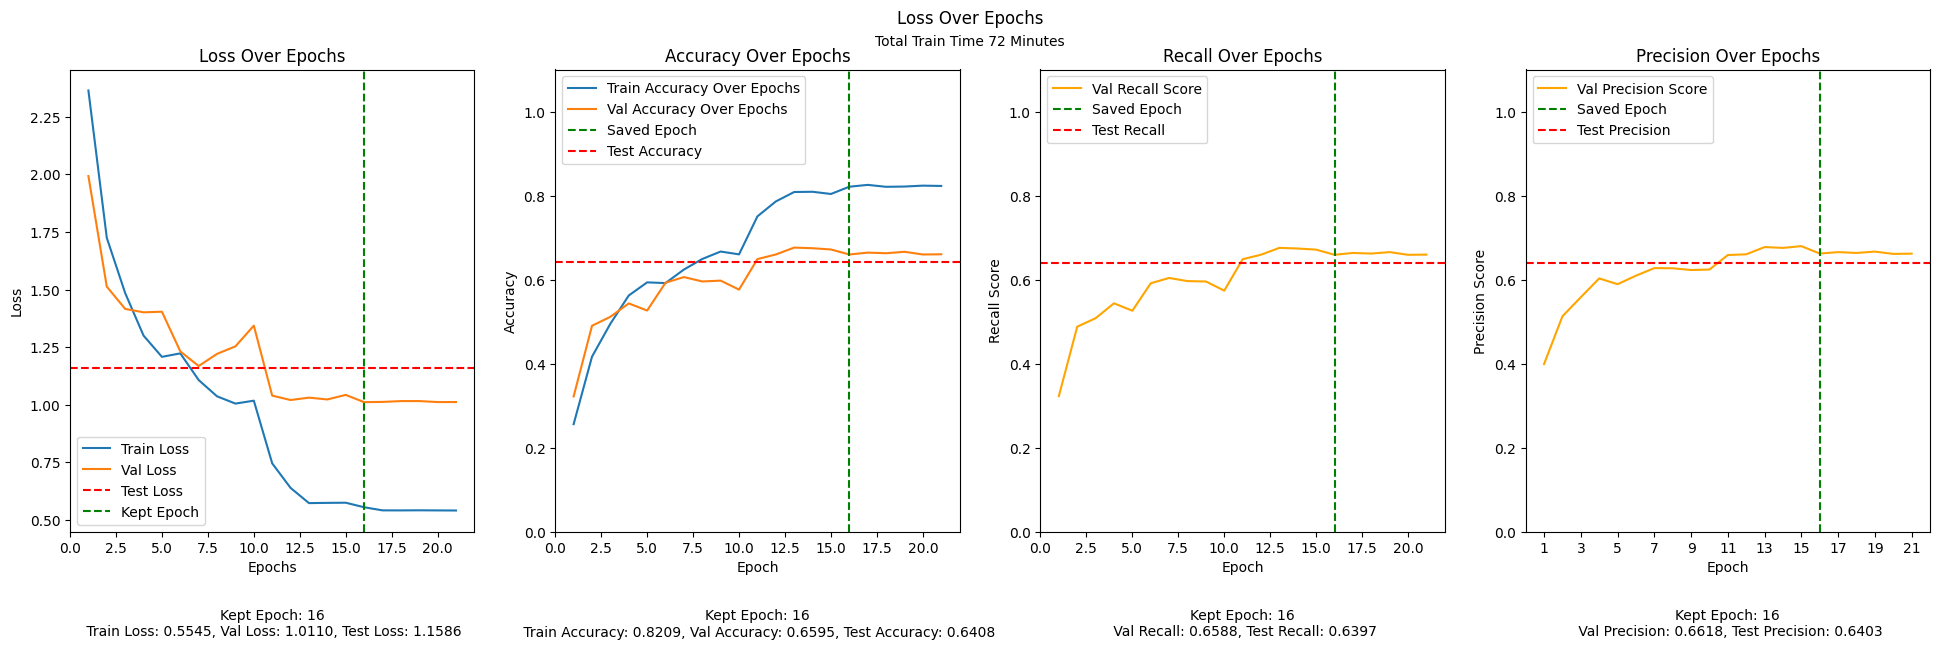 Loss Over Epochs
Total Train Time 72 Minutes
Loss Over Epochs
Loss
2.25
2.00
1.75
1.50
1.25
1.00
0.75
0.50
Train Loss
Val Loss
Test Loss
Kept Epoch
0.0 2.5 5.0 7.5 10.0 12.5 15.0 17.5 20.0
Epochs
Kept Epoch: 16
Train Loss: 0.5545, Val Loss: 1.0110, Test Loss: 1.1586
Accuracy Over Epochs
Accuracy
1.0
0.8
0.6
0.4
0.2
0.0
Train Accuracy Over Epochs
Val Accuracy Over Epochs
Saved Epoch
Test Accuracy
0.0 2.5 5.0 7.5 10.0 12.5 15.0 17.5 20.0
Epoch
Kept Epoch: 16
Train Accuracy: 0.8209, Val Accuracy: 0.6595, Test Accuracy: 0.6408
Recall Over Epochs
Recall Score
1.0
0.8
0.6
0.4
0.2
0.0
Val Recall Score
Saved Epoch
Test Recall
0.0 2.5 5.0 7.5 10.0 12.5 15.0 17.5 20.0
Epoch
Kept Epoch: 16
Val Recall: 0.6588, Test Recall: 0.6397
Precision Over Epochs
Precision Score
1.0
0.8
0.6
0.4
0.2
0.0
Val Precision Score
Saved Epoch
Test Precision
1 3 5 7 9 11 13 15 17 19 21
Epoch
Kept Epoch: 16
Val Precision: 0.6618, Test Precision: 0.6403